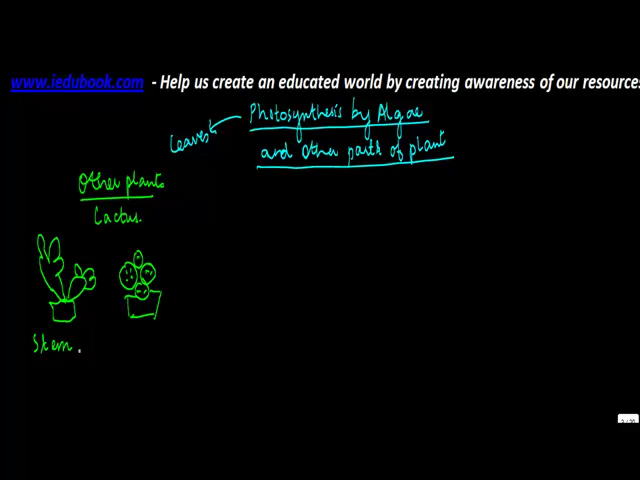 www.iedubook.com - Help us create an educated world by creating awareness of our resources
Photosynthesis by Algae
Leaves
and Other parts of plant
Other plants
Cactus.
Stem.